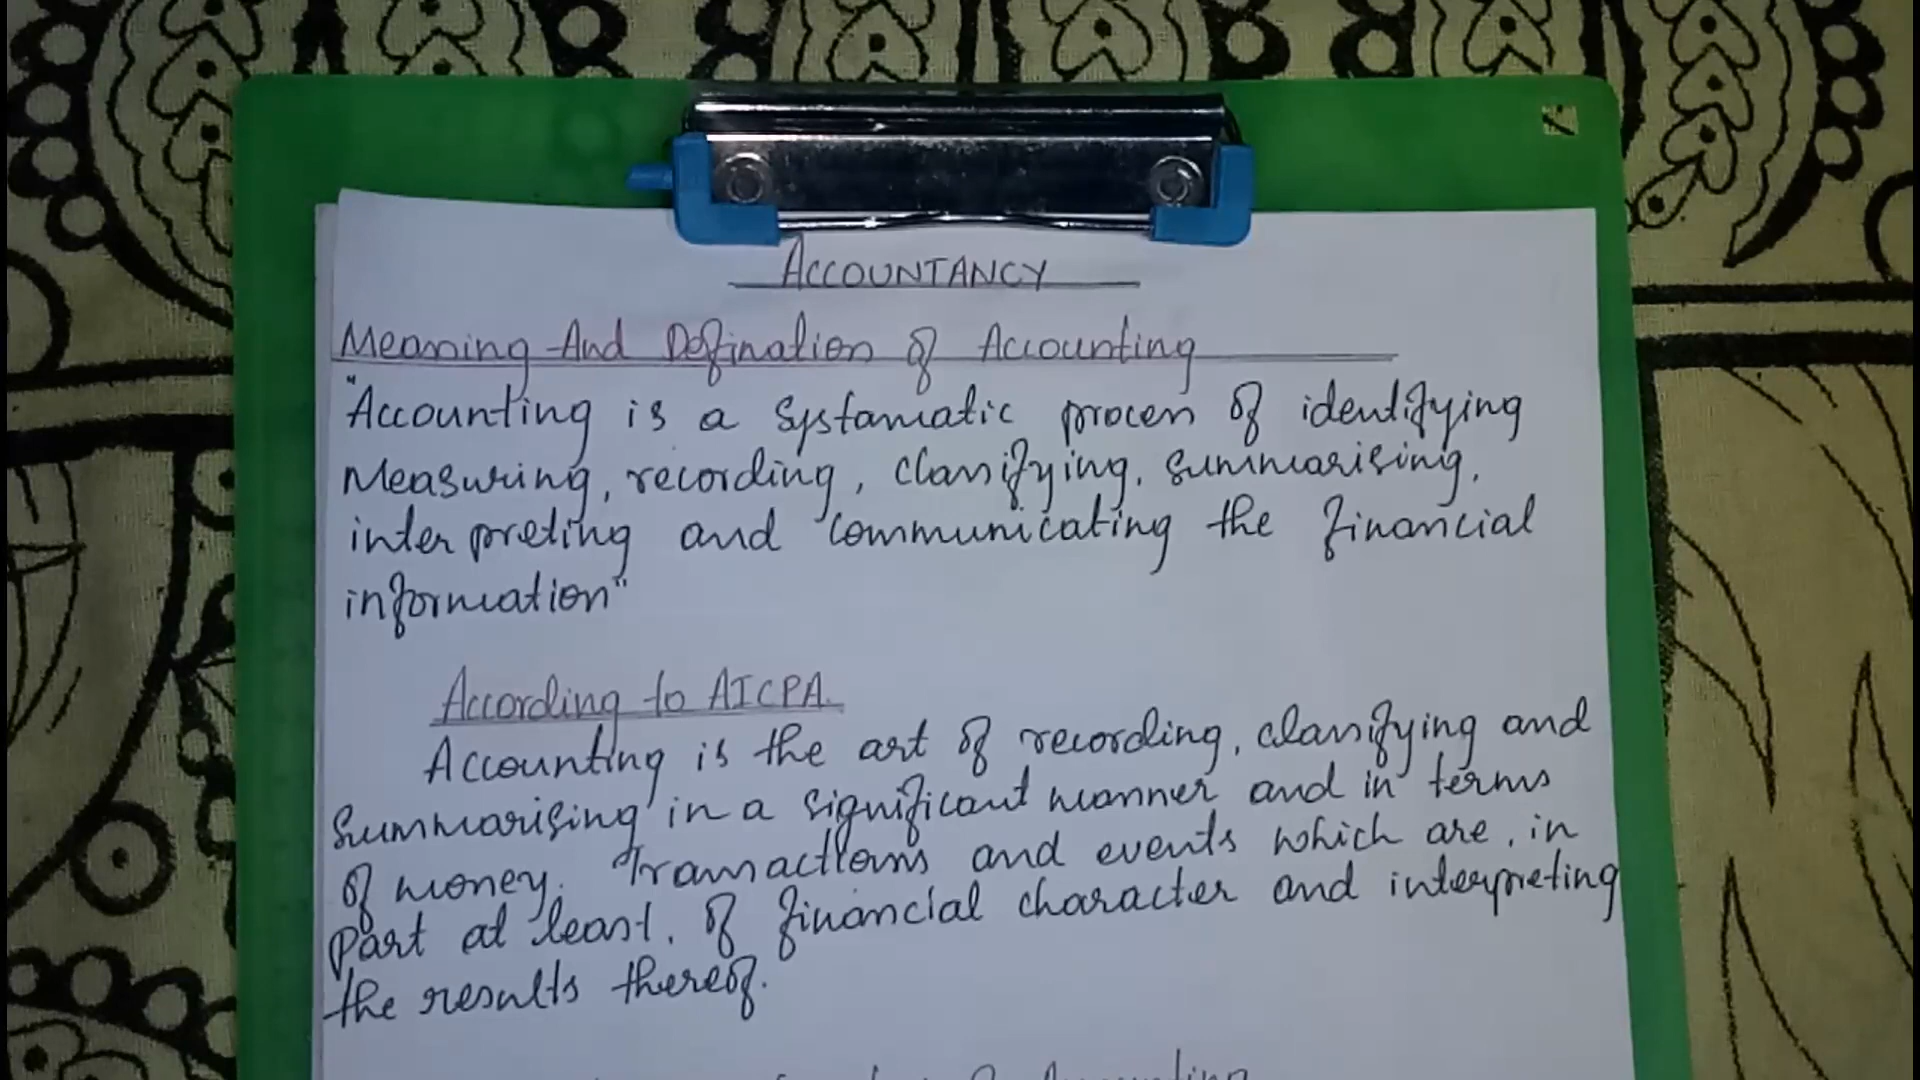 ACCOUNTANCY
Meaning And Defination of Accounting
"Accounting is a Systamatic process of identifying
Measuring, recording, classifying, summarising,
interpreting and communicating the financial
information"
According to AICPA.
Accounting is the art of recording, classifying and
Summarising in a significant manner and in terms
of money. Transactions and events which are, in
part at least, of financial character and interpreting
the results thereof.
of Accounting